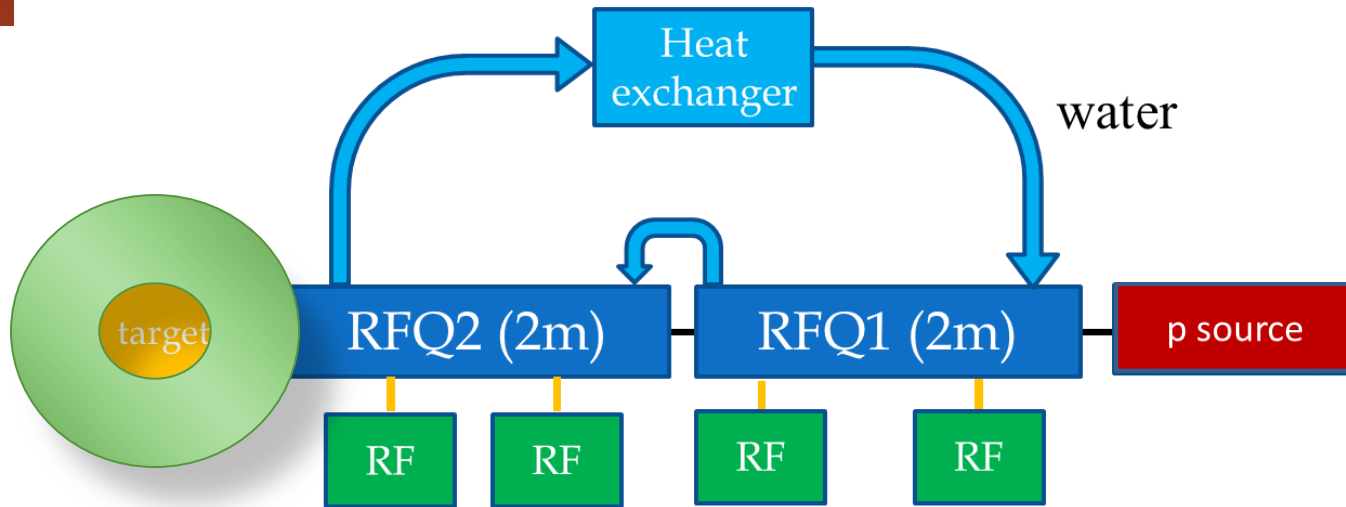 Heat
exchanger
water
target
RFQ2 (2m)
RFQ1 (2m)
p source
RF
RF
RF
RF